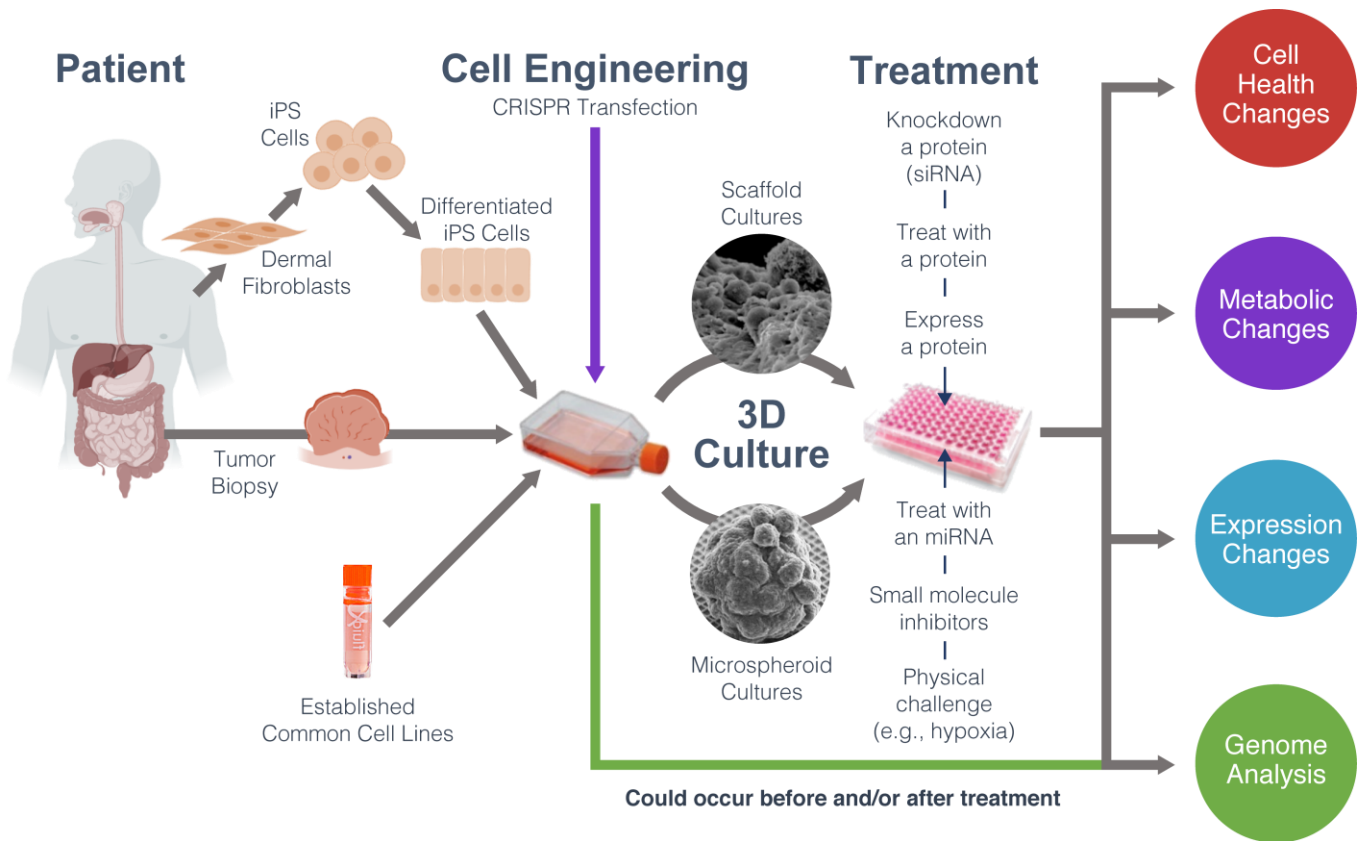 Patient
iPS
Cells
Dermal
Fibroblasts
Differentiated
iPS Cells
Tumor
Biopsy
Established
Common Cell Lines
Cell Engineering
CRISPR Transfection
Scaffold
Cultures
3D
Culture
Microspheroid
Cultures
Treatment
Knockdown
a protein
(siRNA)
Treat with
a protein
Express
a protein
Treat with
an miRNA
Small molecule
inhibitors
Physical
challenge
(e.g., hypoxia)
Could occur before and/or after treatment
Cell
Health
Changes
Metabolic
Changes
Expression
Changes
Genome
Analysis